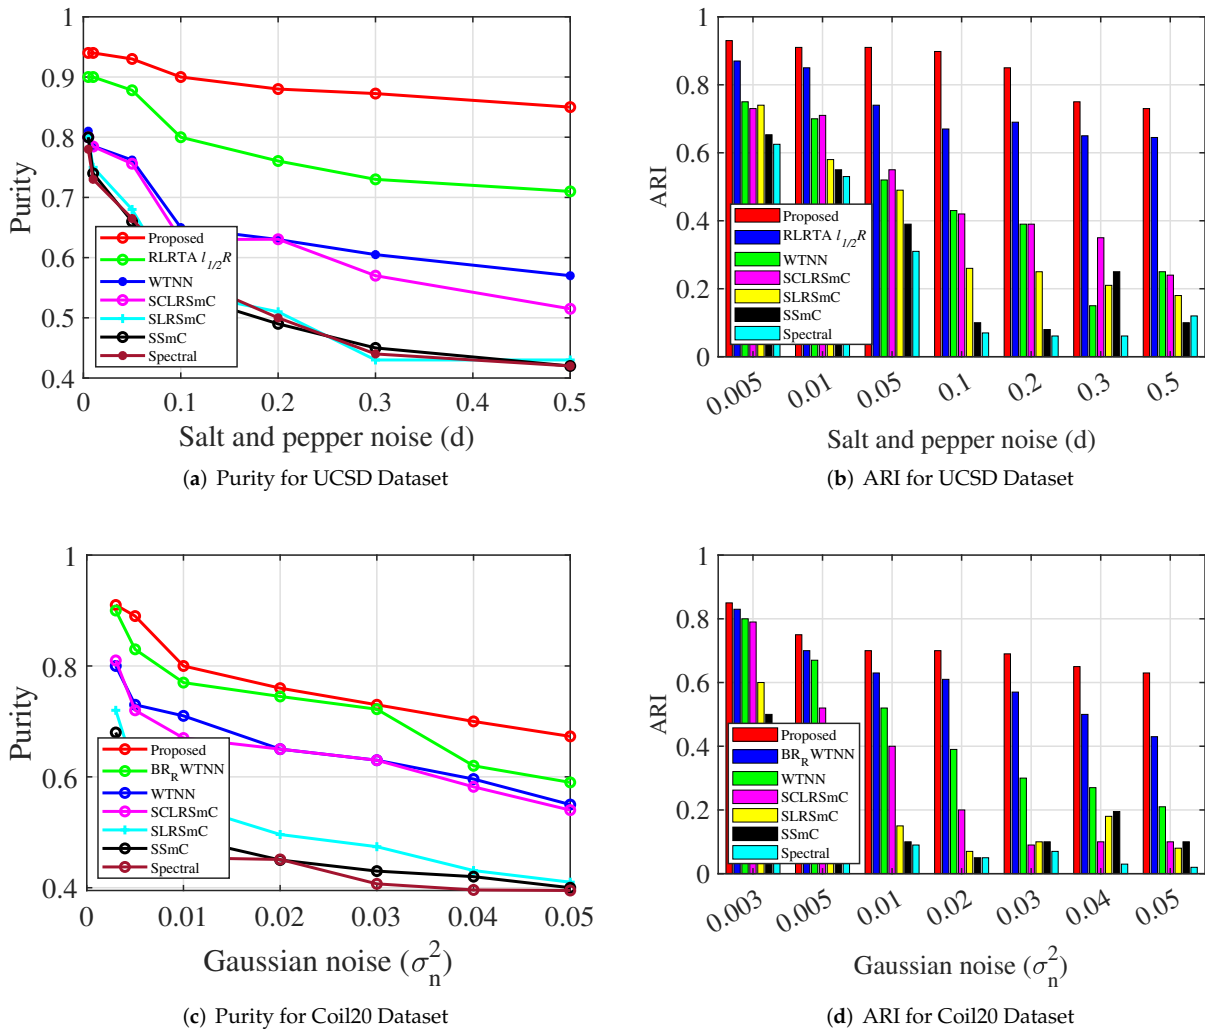 1
0.9
0.8
0.7
0.6
0.5
0.4
Purity
Proposed
RLRTA l1/2R
WTNN
SCLRSmC
SLRSmC
SSmC
Spectral
0 0.1 0.2 0.3 0.4 0.5
Salt and pepper noise (d)
(a) Purity for UCSD Dataset
1
0.8
0.6
0.4
0.2
0
ARI
Proposed
RLRTA l1/2R
WTNN
SCLRSmC
SLRSmC
SSmC
Spectral
0.005 0.01 0.05 0.1 0.2 0.3 0.5
Salt and pepper noise (d)
(b) ARI for UCSD Dataset
1
0.8
0.6
0.4
Purity
Proposed
BRRWTNN
WTNN
SCLRSmC
SLRSmC
SSmC
Spectral
0 0.01 0.02 0.03 0.04 0.05
Gaussian noise (σn2)
(c) Purity for Coil20 Dataset
1
0.8
0.6
0.4
0.2
0
ARI
Proposed
BRRWTNN
WTNN
SCLRSmC
SLRSmC
SSmC
Spectral
0.003 0.005 0.01 0.02 0.03 0.04 0.05
Gaussian noise (σn2)
(d) ARI for Coil20 Dataset